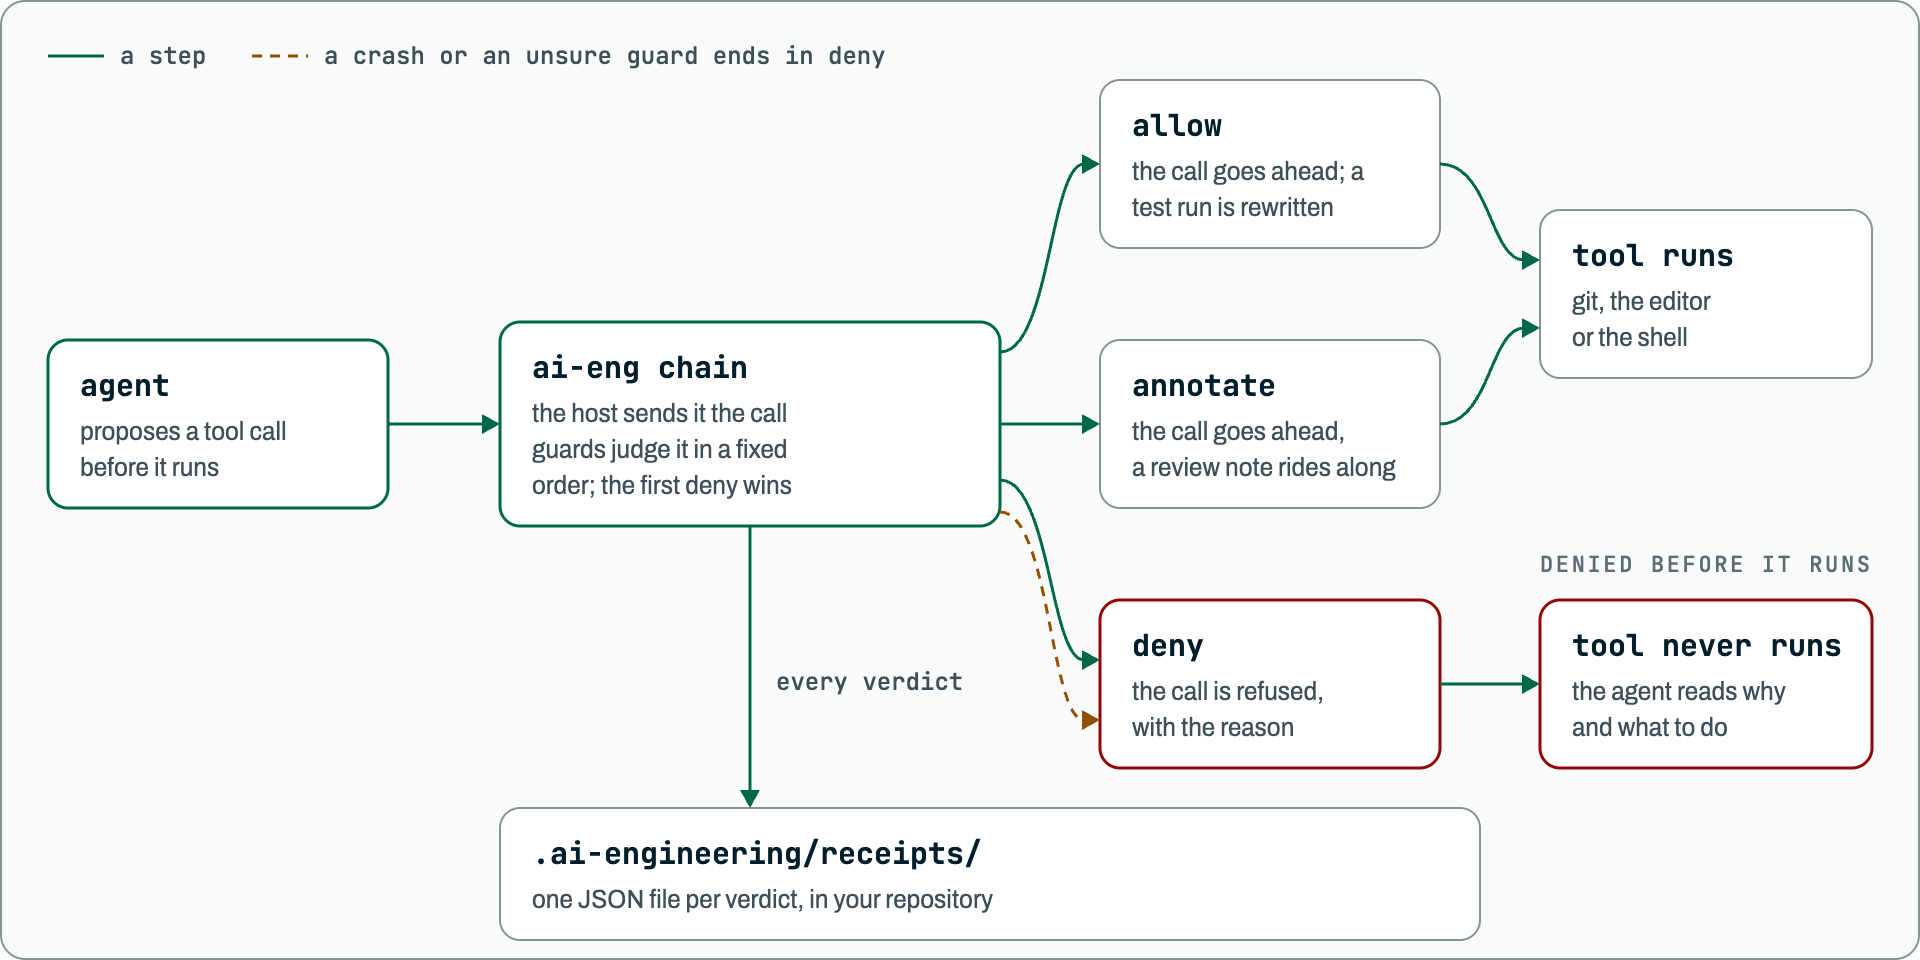 a step
a crash or an unsure guard ends in deny
allow
the call goes ahead; a
test run is rewritten
tool runs
git, the editor
or the shell
agent
proposes a tool call
before it runs
ai-eng chain
the host sends it the call
guards judge it in a fixed
order; the first deny wins
annotate
the call goes ahead,
a review note rides along
DENIED BEFORE IT RUNS
deny
the call is refused,
with the reason
tool never runs
the agent reads why
and what to do
every verdict
.ai-engineering/receipts/
one JSON file per verdict, in your repository